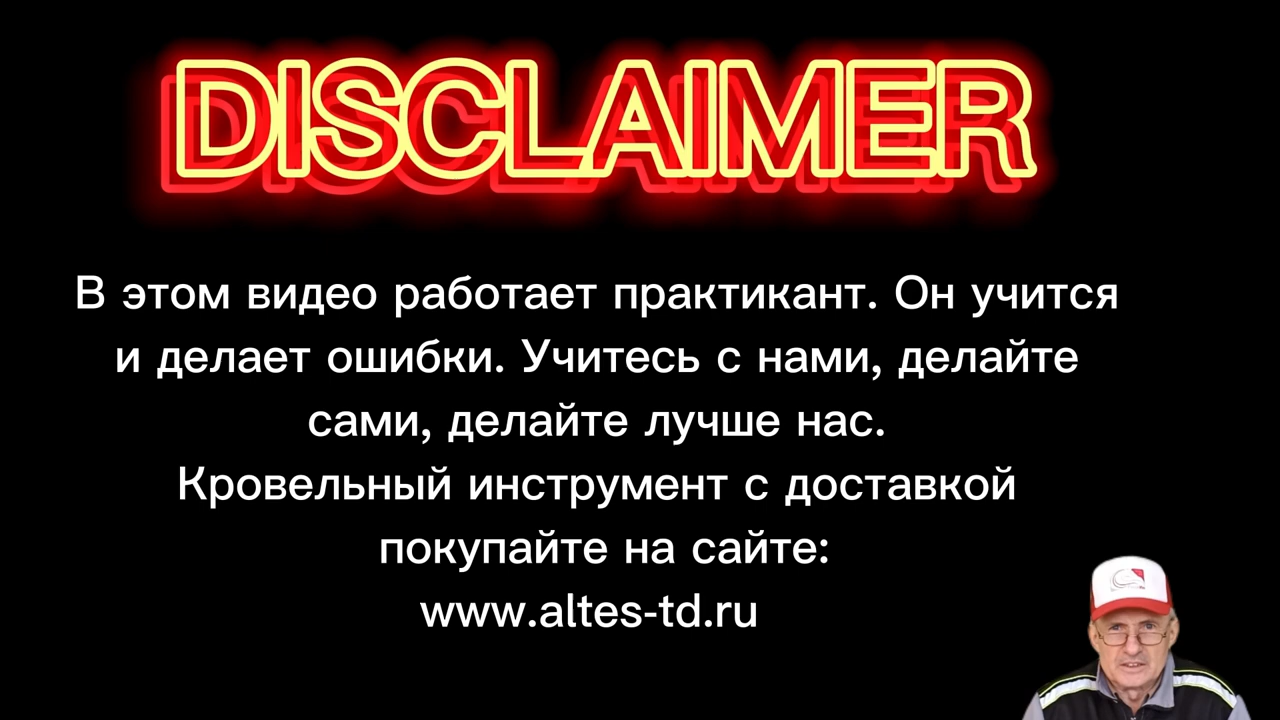 DISCLAIMER
В этом видео работает практикант. Он учится
и делает ошибки. Учитесь с нами, делайте
сами, делайте лучше нас.
Кровельный инструмент с доставкой
покупайте на сайте:
www.altes-td.ru